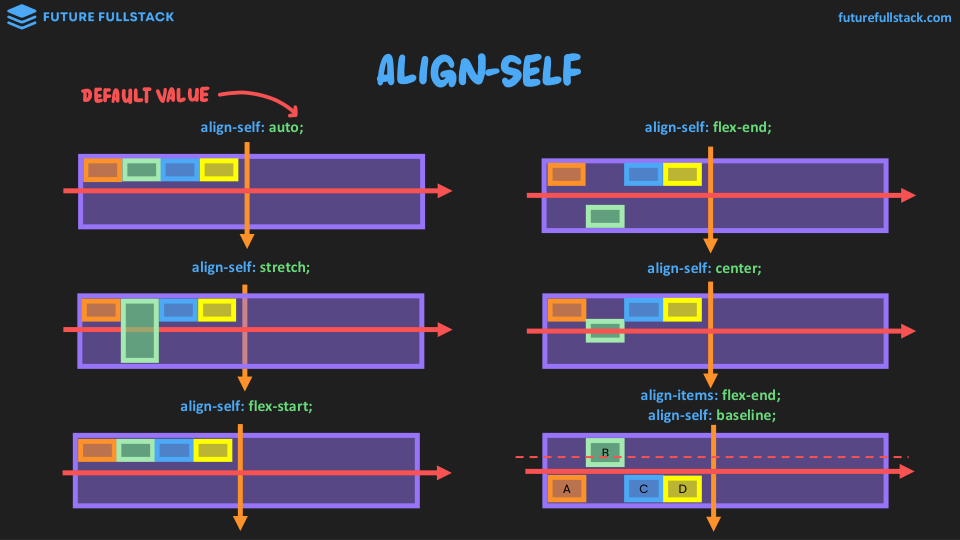 FUTURE FULLSTACK
futurefullstack.com
ALIGN-SELF
DEFAULT VALUE
align-self: auto;
align-self: flex-end;
align-self: stretch;
align-self: center;
align-self: flex-start;
align-items: flex-end;
align-self: baseline;
B
A
C
D